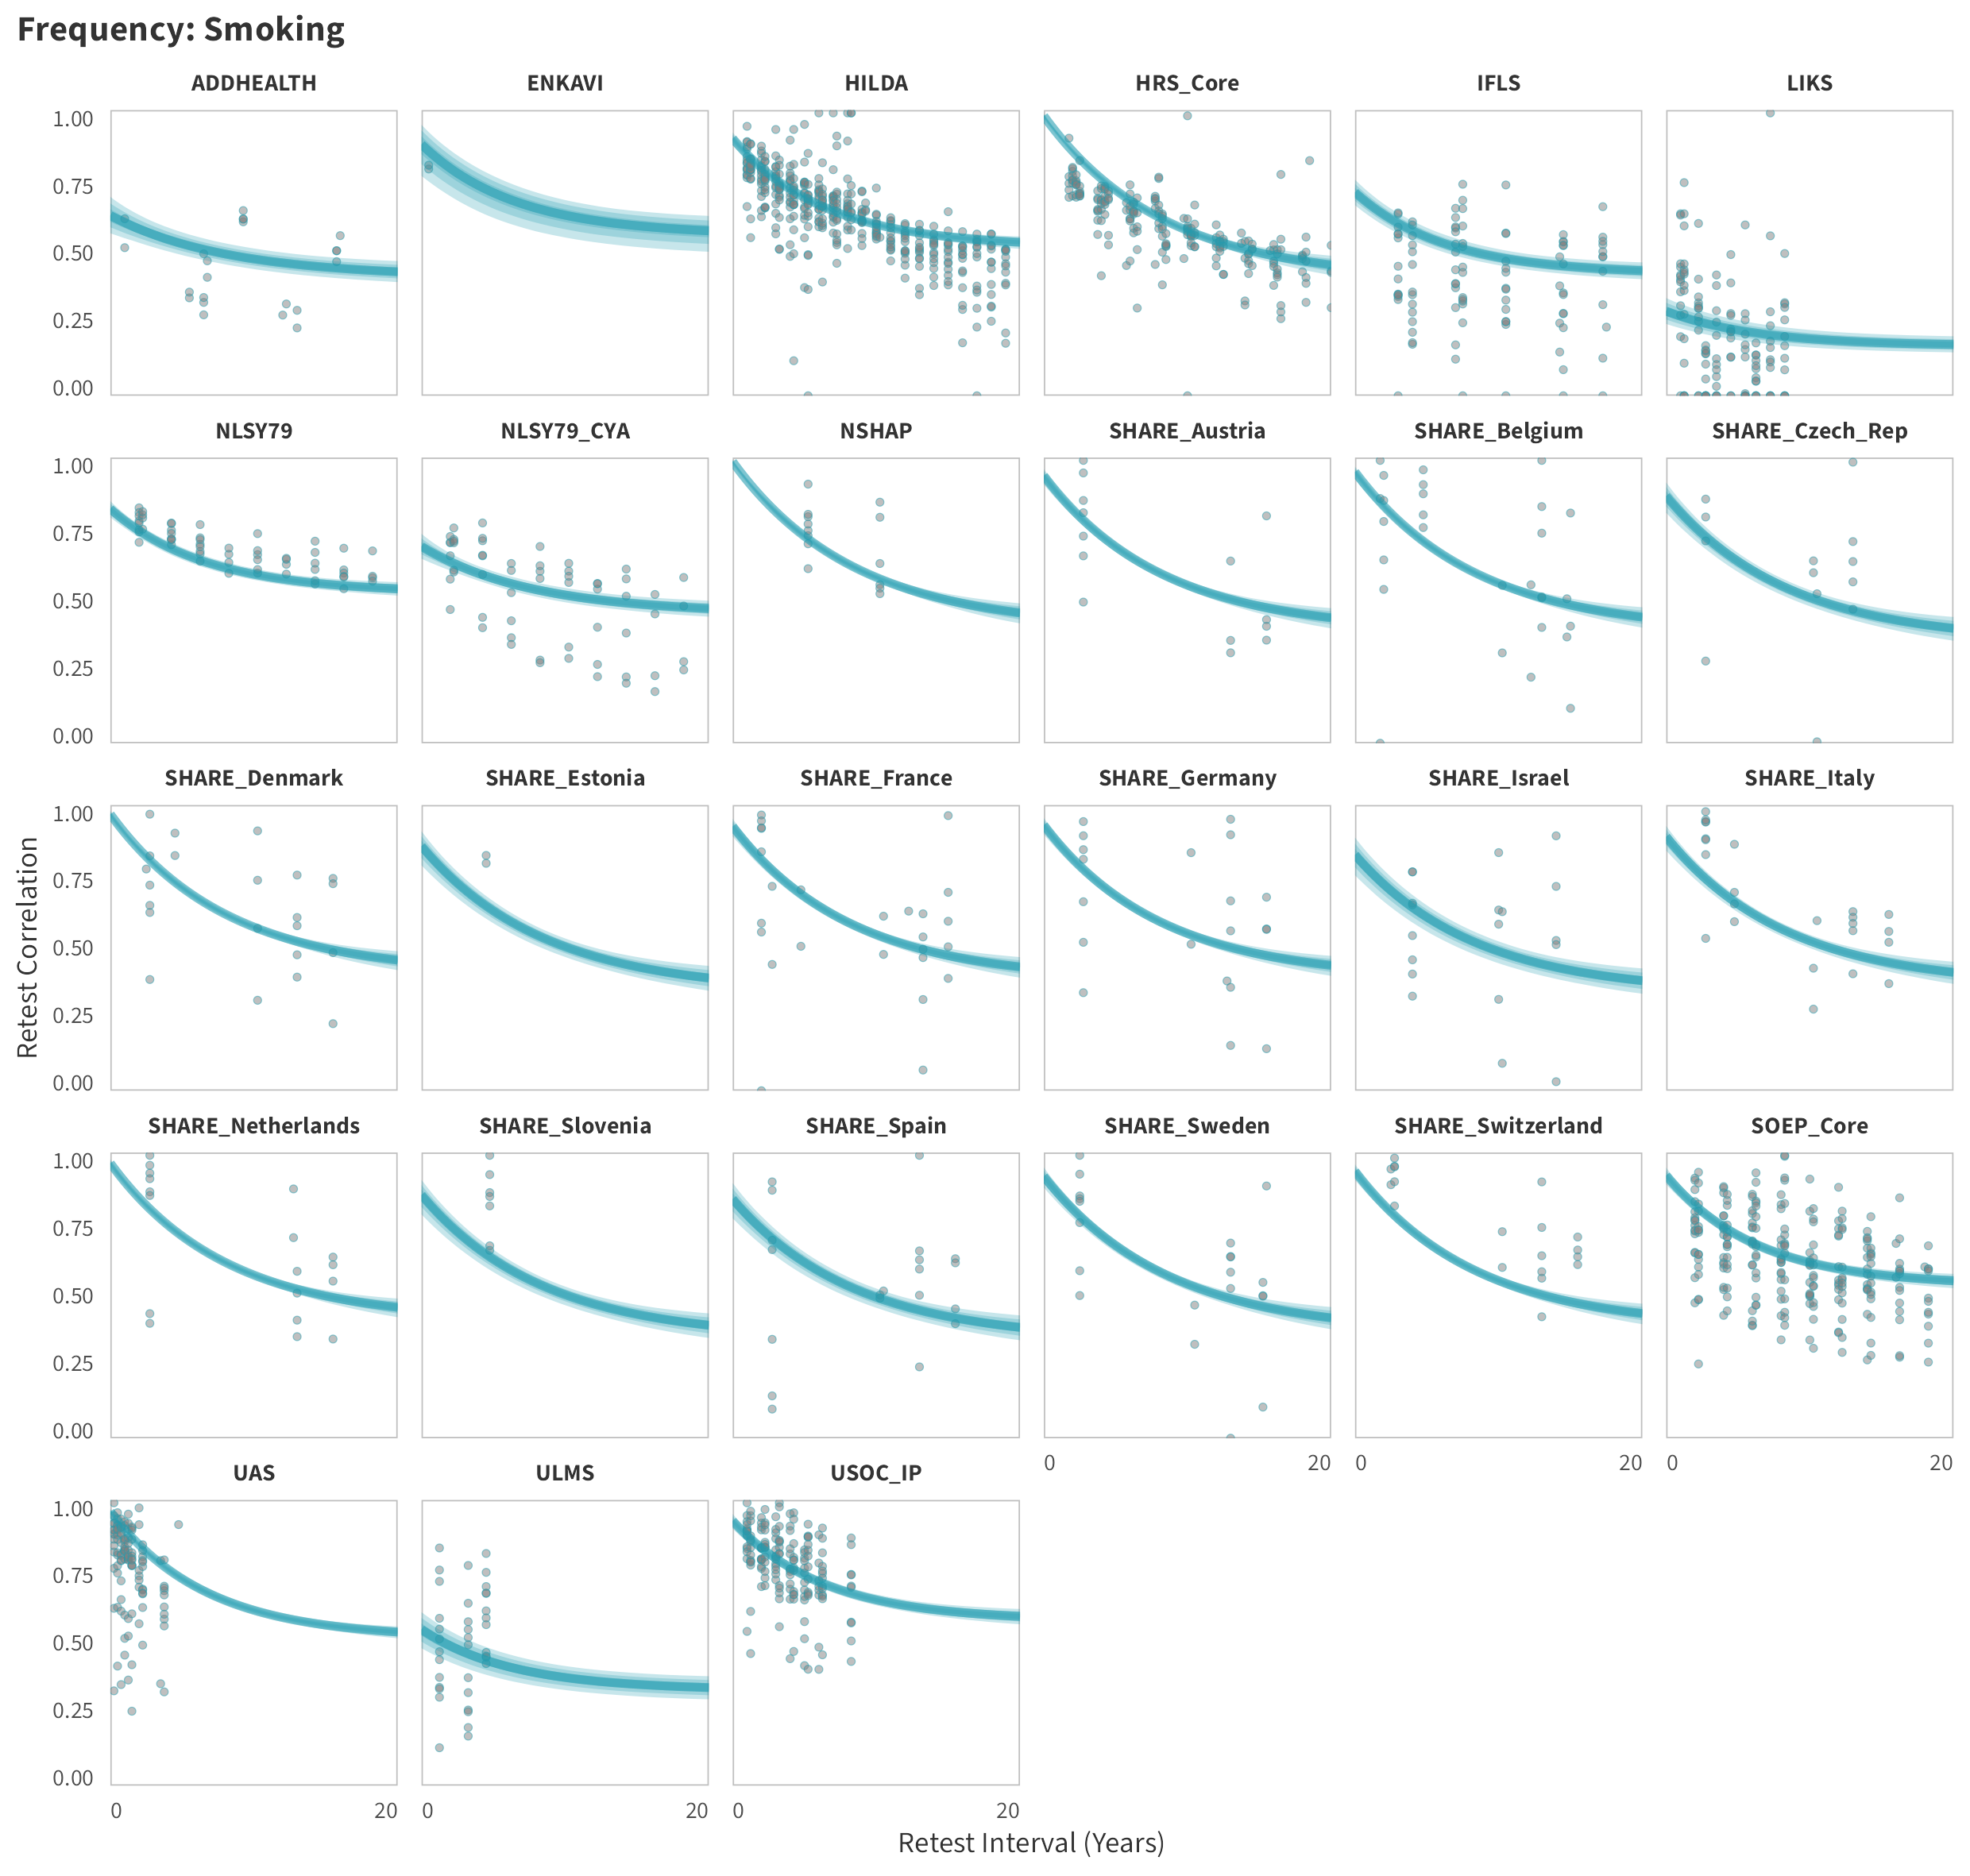 Frequency: Smoking
ADDHEALTH ENKAVI HILDA HRS_Core IFLS LIKS
1.00
0.75
0.50
0.25
0.00
NLSY79 NLSY79_CYA NSHAP SHARE_Austria SHARE_Belgium SHARE_Czech_Rep
1.00
0.75
0.50
0.25
0.00
SHARE_Denmark SHARE_Estonia SHARE_France SHARE_Germany SHARE_Israel SHARE_Italy
1.00
0.75
0.50
0.25
0.00
Retest Correlation
SHARE_Netherlands SHARE_Slovenia SHARE_Spain SHARE_Sweden SHARE_Switzerland SOEP_Core
1.00
0.75
0.50
0.25
0.00
0 20 0 20 0 20
UAS ULMS USOC_IP
1.00
0.75
0.50
0.25
0.00
0 20 0 20 0 20
Retest Interval (Years)